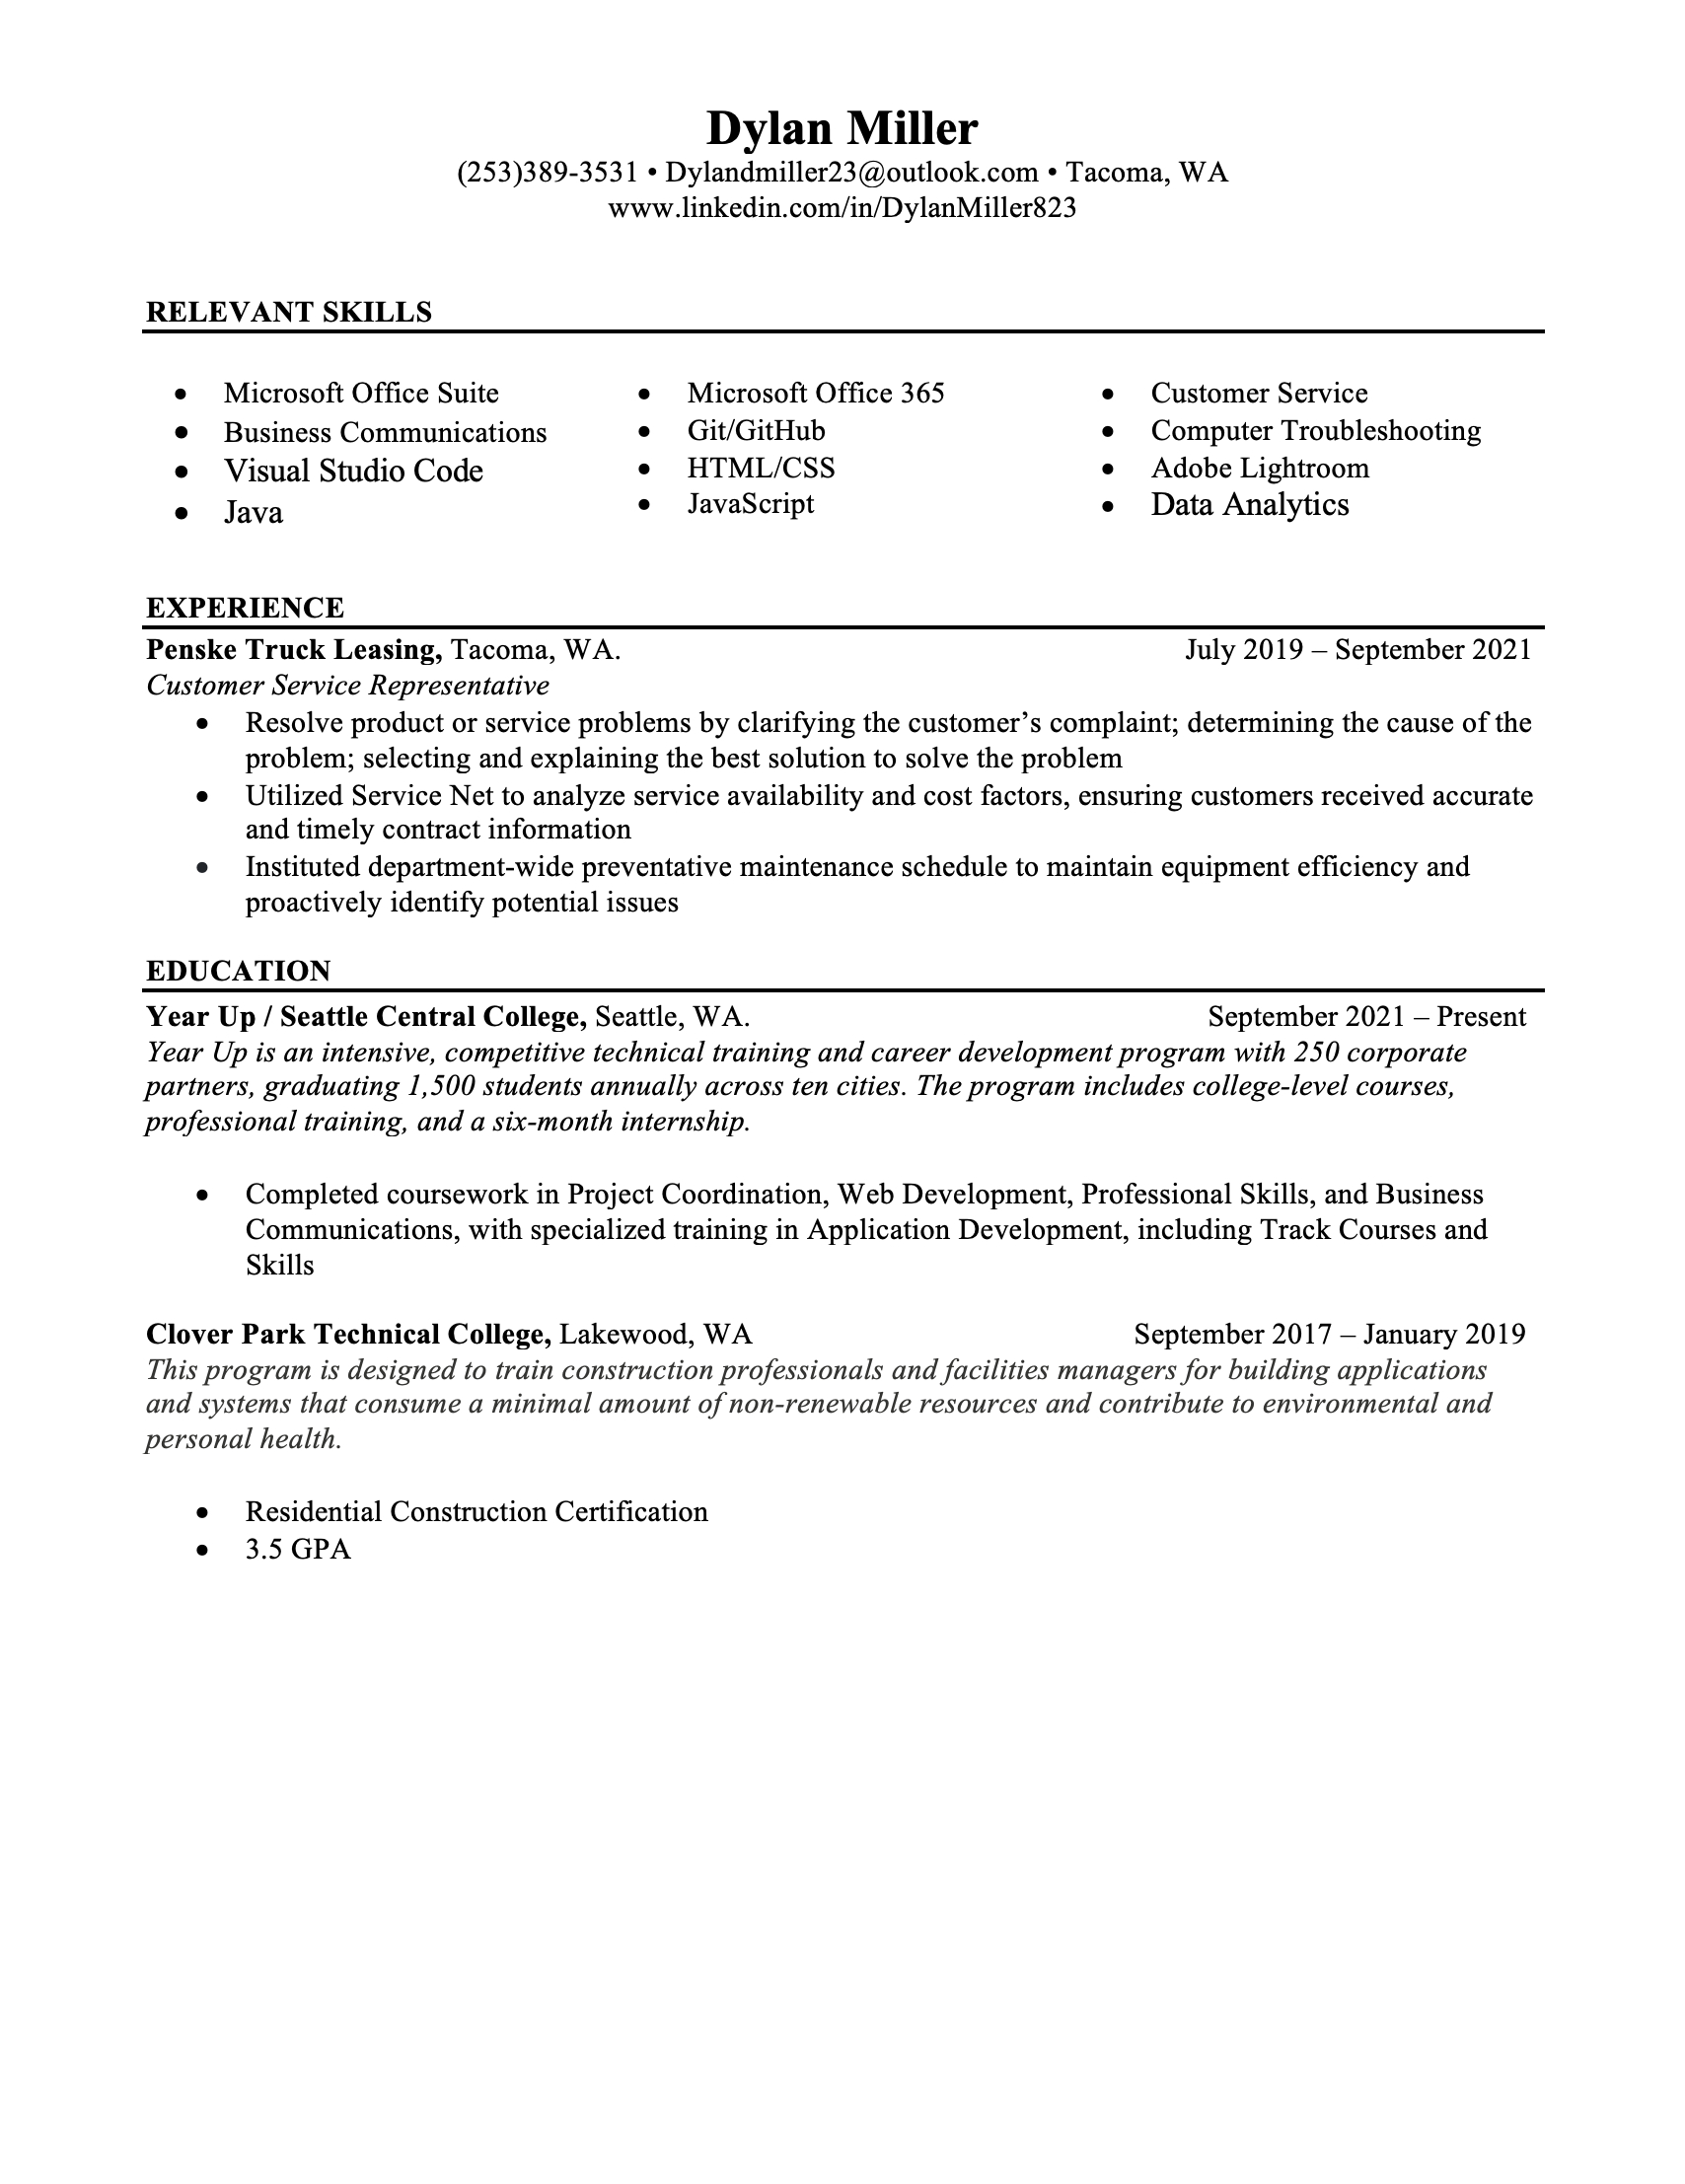 Dylan Miller
(253)389-3531 • Dylandmiller23@outlook.com • Tacoma, WA
www.linkedin.com/in/DylanMiller823
RELEVANT SKILLS
• Microsoft Office Suite
• Business Communications
• Visual Studio Code
• Java
• Microsoft Office 365
• Git/GitHub
• HTML/CSS
• JavaScript
• Customer Service
• Computer Troubleshooting
• Adobe Lightroom
• Data Analytics
EXPERIENCE
Penske Truck Leasing, Tacoma, WA. July 2019 – September 2021
Customer Service Representative
• Resolve product or service problems by clarifying the customer’s complaint; determining the cause of the
problem; selecting and explaining the best solution to solve the problem
• Utilized Service Net to analyze service availability and cost factors, ensuring customers received accurate
and timely contract information
• Instituted department-wide preventative maintenance schedule to maintain equipment efficiency and
proactively identify potential issues
EDUCATION
Year Up / Seattle Central College, Seattle, WA. September 2021 – Present
Year Up is an intensive, competitive technical training and career development program with 250 corporate
partners, graduating 1,500 students annually across ten cities. The program includes college-level courses,
professional training, and a six-month internship.
• Completed coursework in Project Coordination, Web Development, Professional Skills, and Business
Communications, with specialized training in Application Development, including Track Courses and
Skills
Clover Park Technical College, Lakewood, WA September 2017 – January 2019
This program is designed to train construction professionals and facilities managers for building applications
and systems that consume a minimal amount of non-renewable resources and contribute to environmental and
personal health.
• Residential Construction Certification
• 3.5 GPA